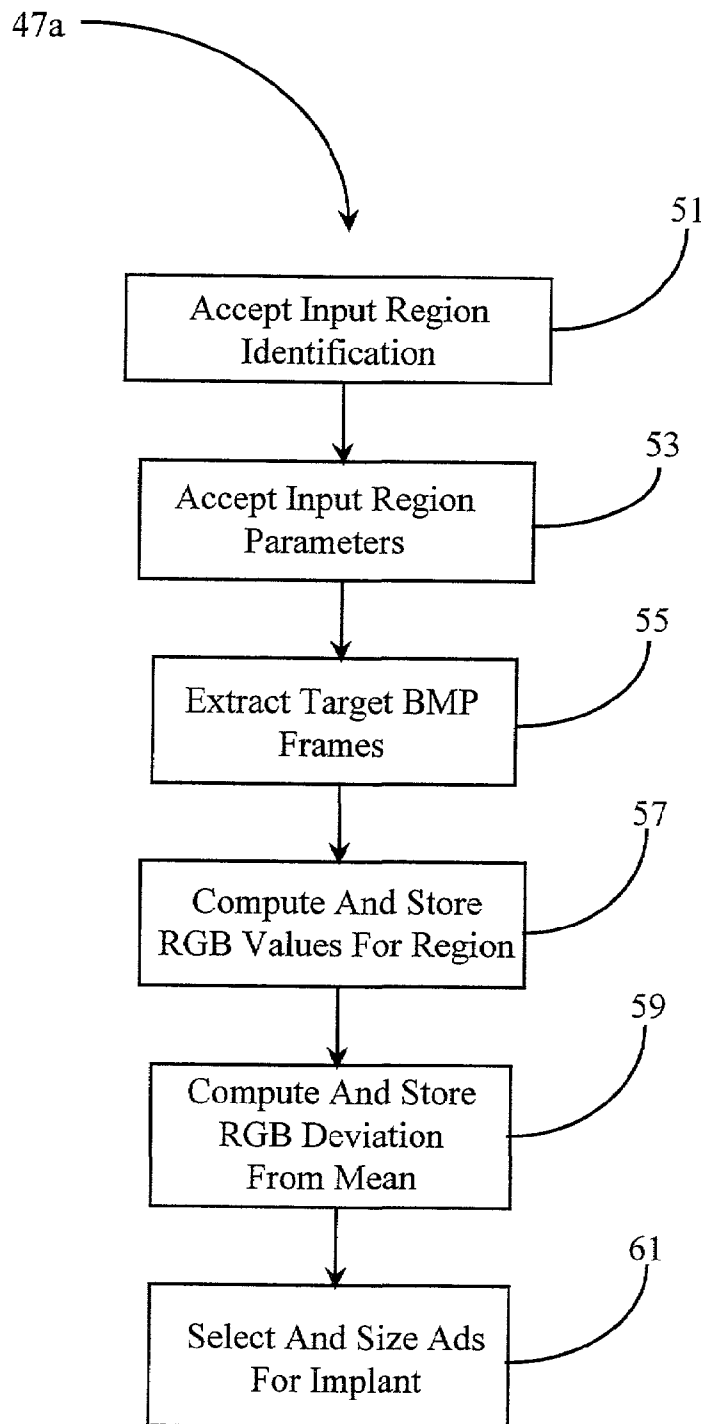 47a
51
Accept Input Region
Identification
53
Accept Input Region
Parameters
55
Extract Target BMP
Frames
57
Compute And Store
RGB Values For Region
59
Compute And Store
RGB Deviation
From Mean
61
Select And Size Ads
For Implant